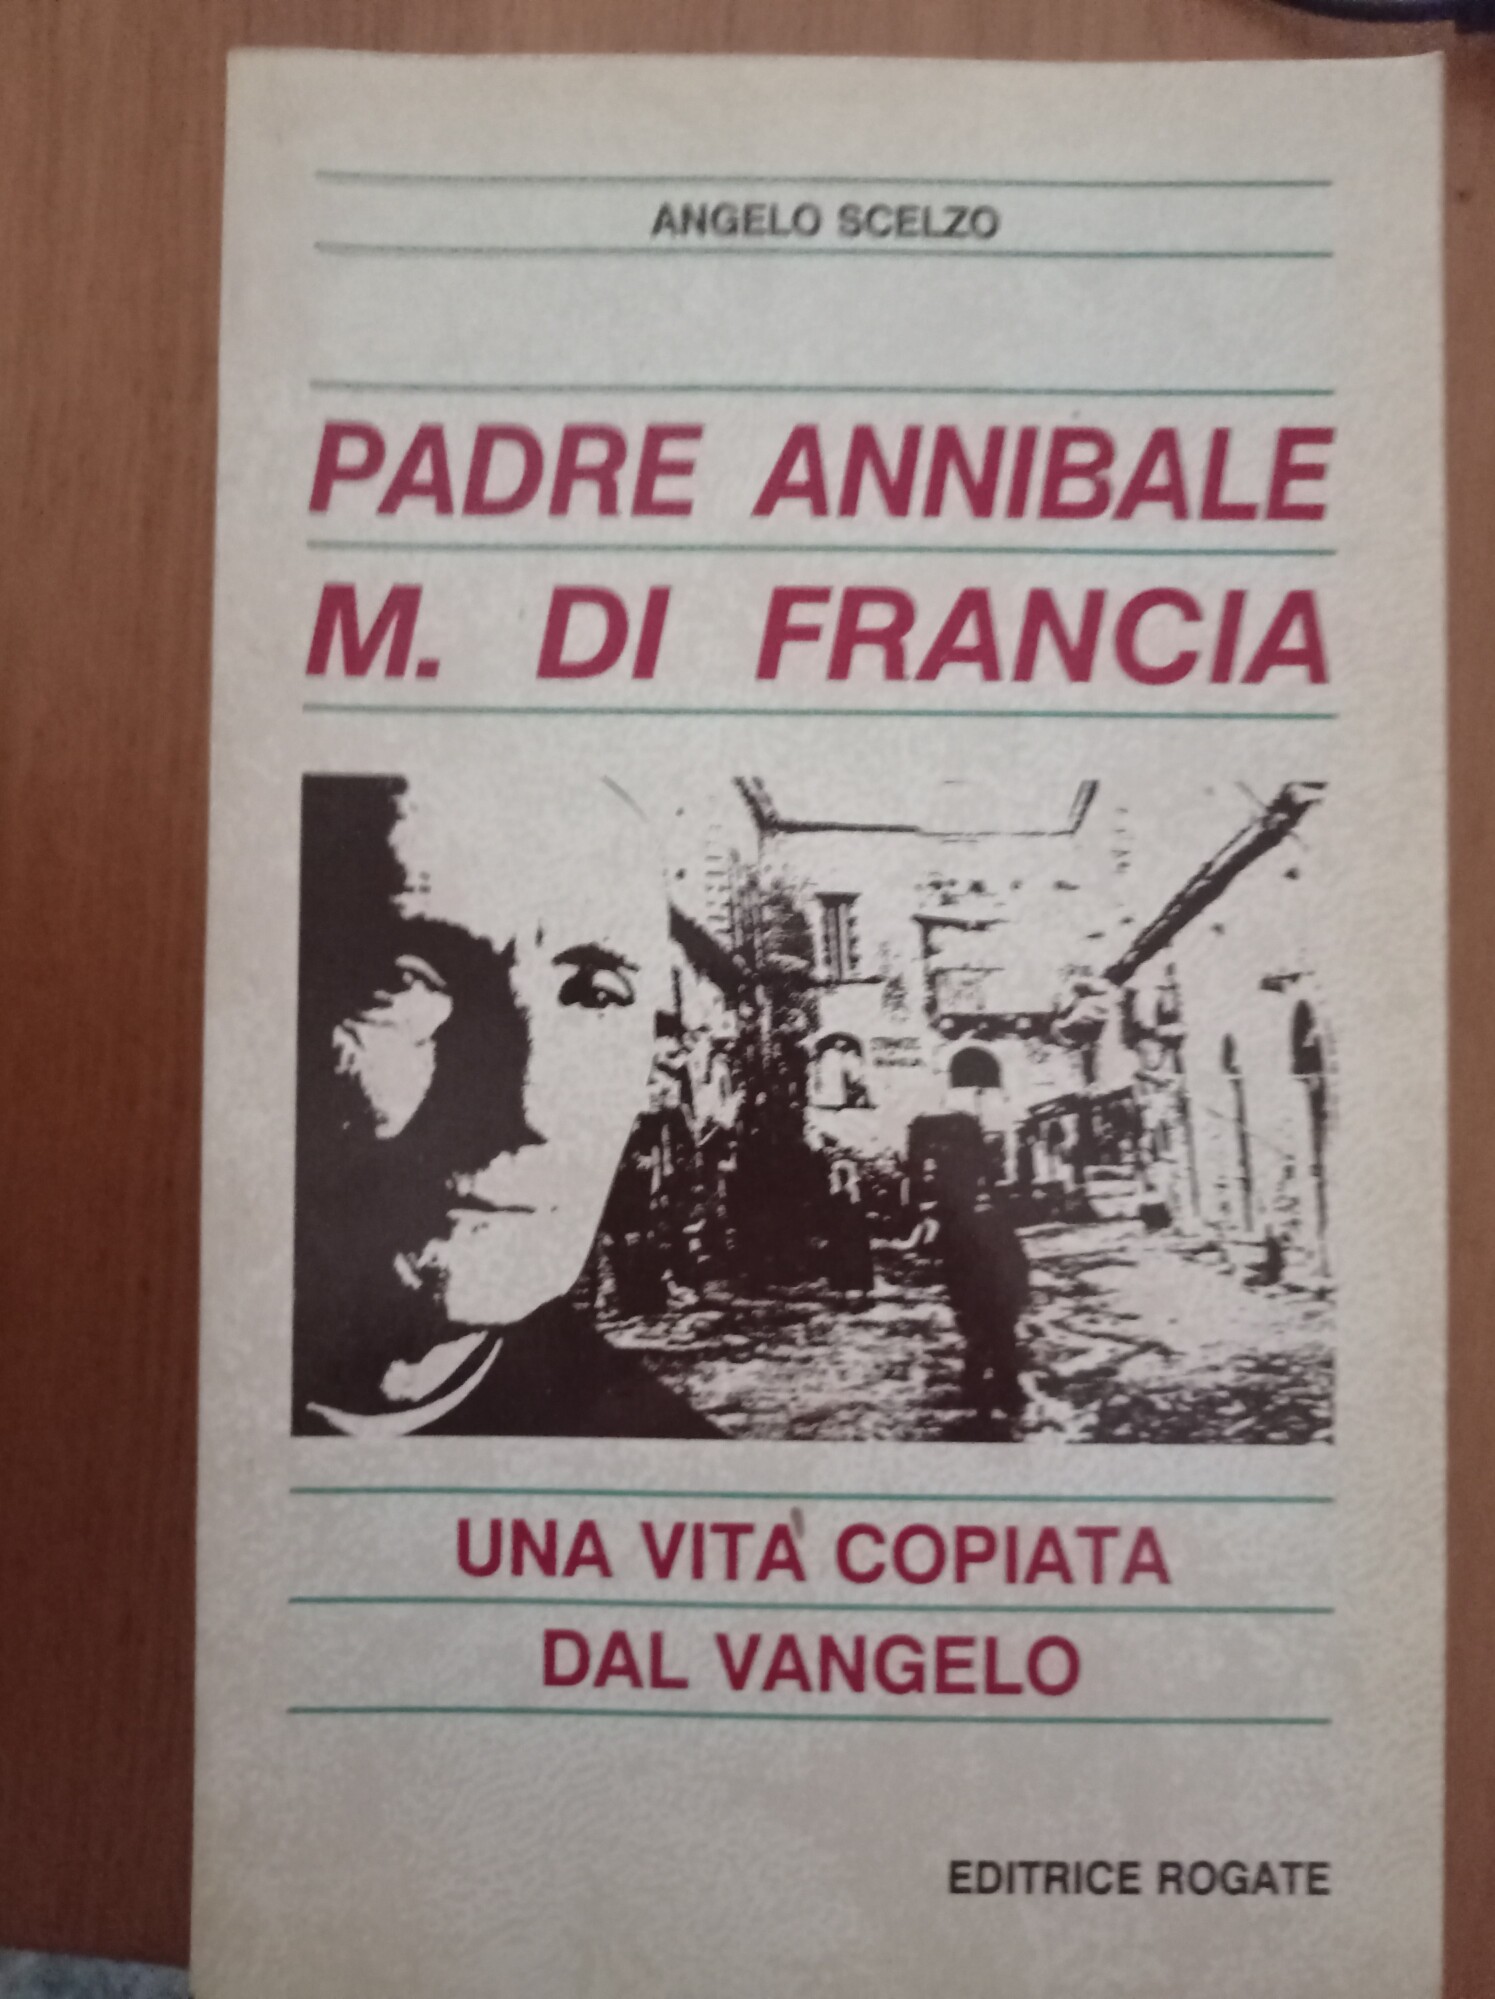 ANGELO SCELZO
PADRE ANNIBALE
M. DI FRANCIA
UNA VITA COPIATA
DAL VANGELO
EDITRICE ROGATE